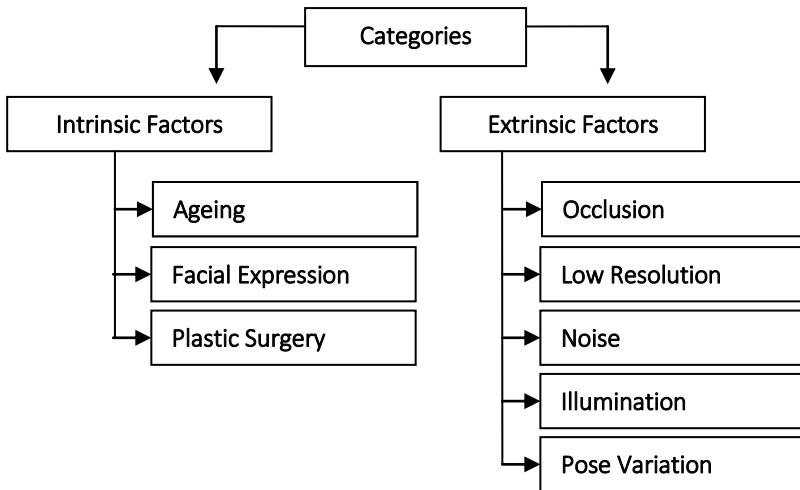 Categories
Intrinsic Factors
Extrinsic Factors
Ageing
Facial Expression
Plastic Surgery
Occlusion
Low Resolution
Noise
Illumination
Pose Variation